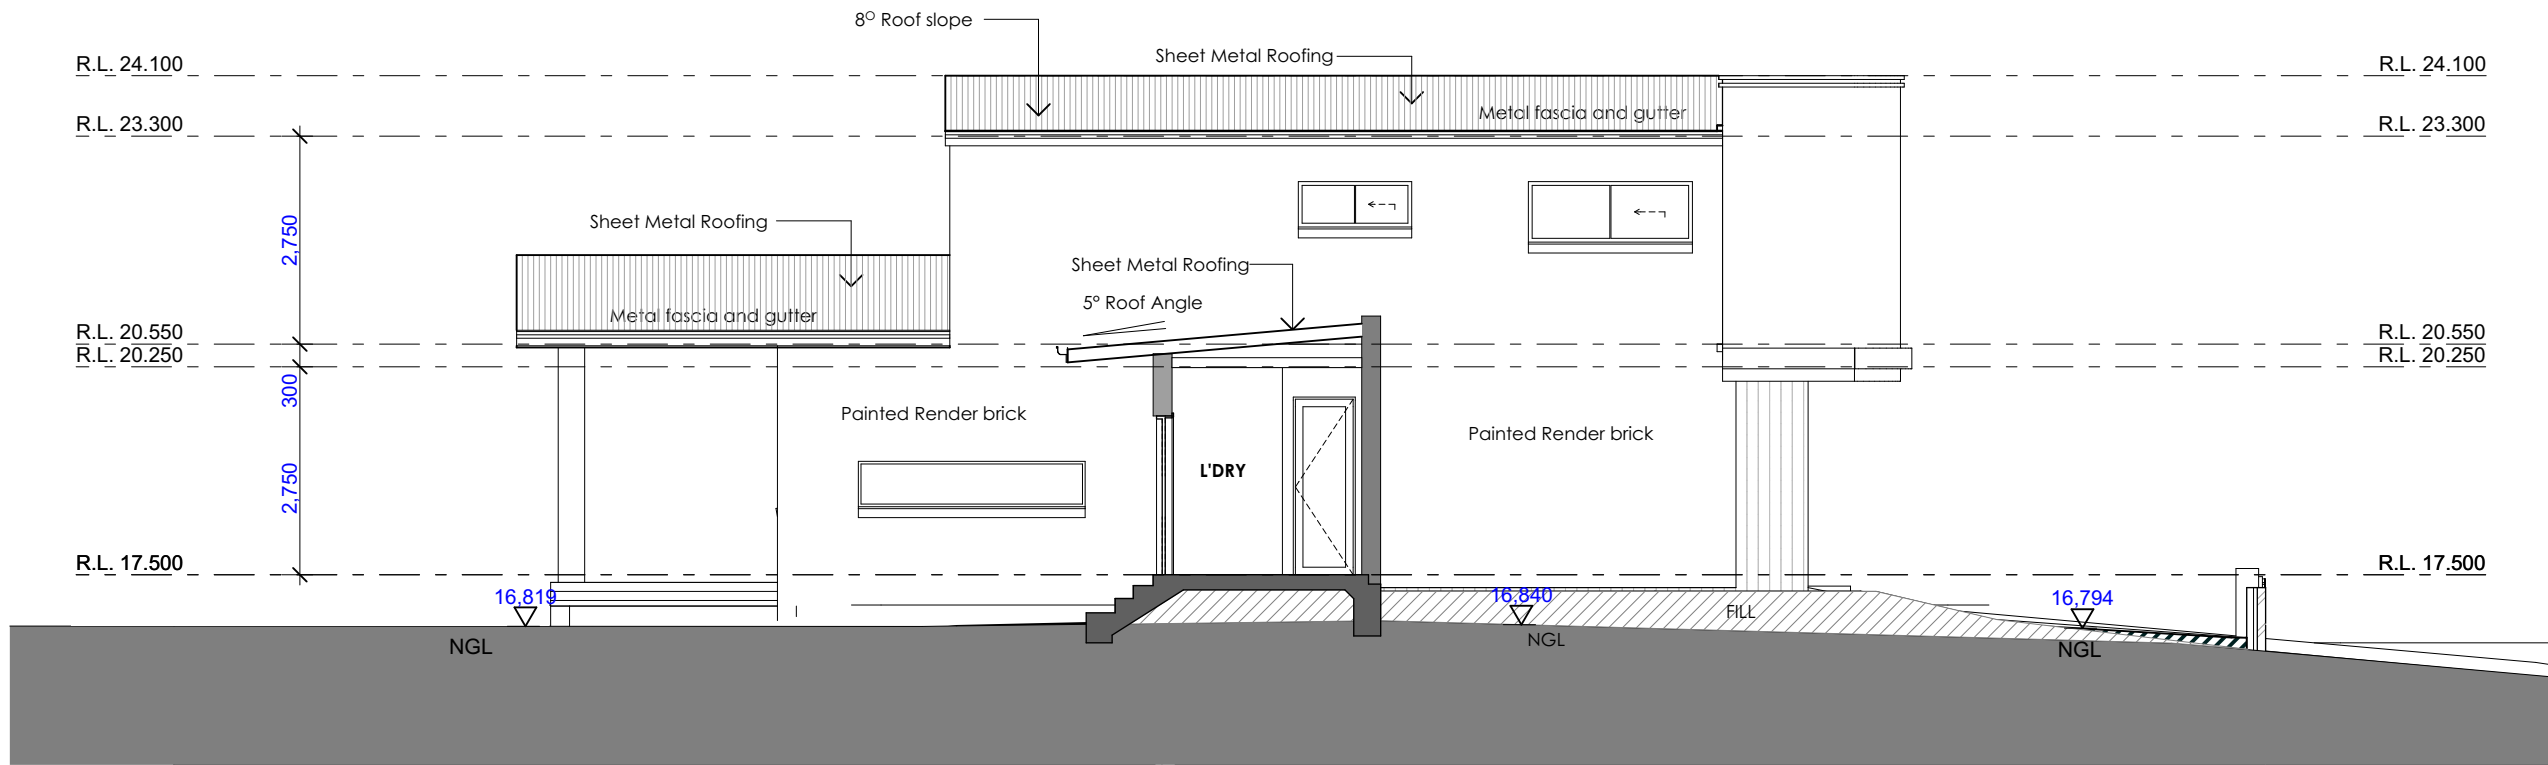 8° Roof slope
Sheet Metal Roofing
R.L. 24.100
R.L. 24.100
Metal fascia and gutter
R.L. 23.300
R.L. 23.300
2,750
Sheet Metal Roofing
Sheet Metal Roofing
5° Roof Angle
Metal fascia and gutter
R.L. 20.550
R.L. 20.550
R.L. 20.250
R.L. 20.250
300
Painted Render brick
Painted Render brick
2,750
L'DRY
R.L. 17.500
R.L. 17.500
16,819
16,840
16,794
FILL
NGL
NGL
NGL